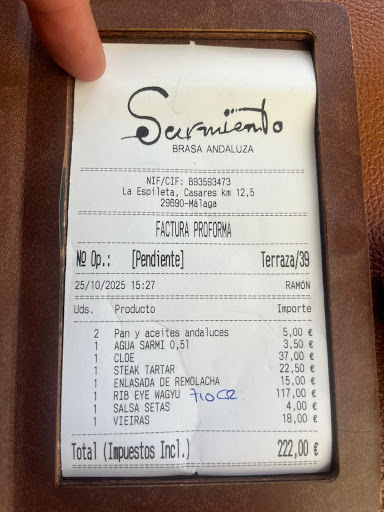 Sarmiento
BRASA ANDALUZA
NIF/CIF: B93593473
La Espileta, Casares km 12,5
29690-Málaga
FACTURA PROFORMA
Nº Op.: [Pendiente] Terraza/39
25/10/2025 15:27 RAMÓN
Uds. Producto Importe
2 Pan y aceites andaluces 5,00 €
1 AGUA SARMI 0,5l 3,50 €
1 CLOE 37,00 €
1 STEAK TARTAR 22,50 €
1 ENLASADA DE REMOLACHA 15,00 €
1 RIB EYE WAGYU 710G2 117,00 €
1 SALSA SETAS 4,00 €
1 VIEIRAS 18,00 €
Total (Impuestos Incl.) 222,00 €